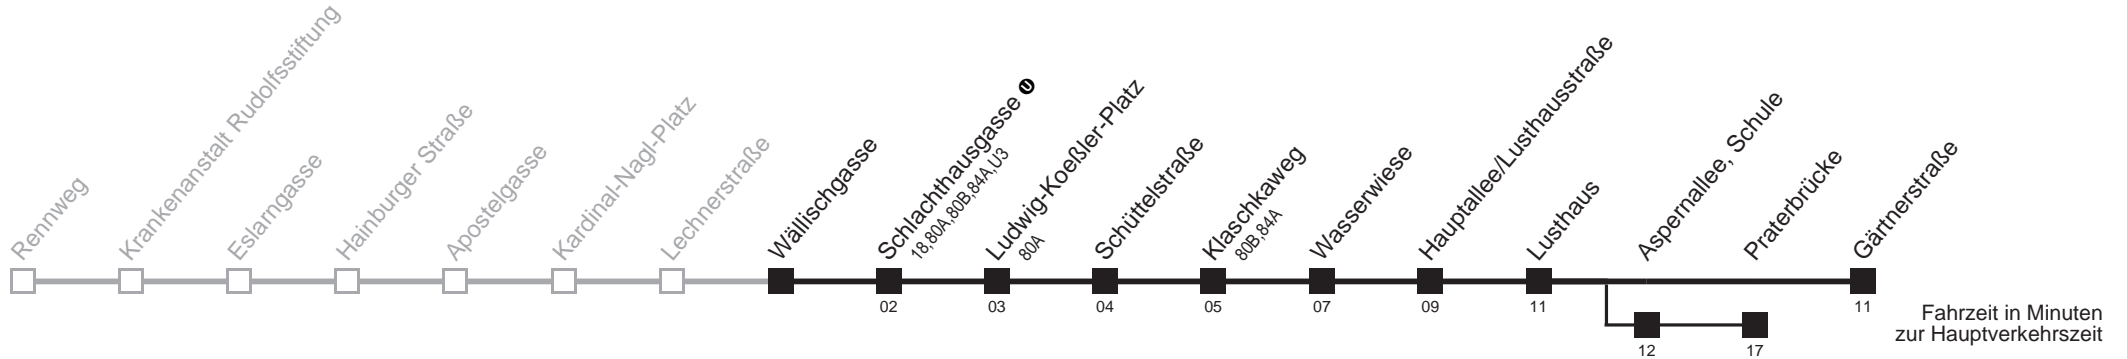 Rennweg
Krankenanstalt Rudolfsstiftung
Eslarngasse
Hainburger Straße
Apostelgasse
Kardinal-Nagl-Platz
Lechnerstraße
Wällischgasse
Schlachthausgasse U
18,80A,80B,84A,U3
Ludwig-Koeßler-Platz
80A
Schüttelstraße
Klaschkaweg
80B,84A
Wasserwiese
Hauptallee/Lusthausstraße
Lusthaus
Aspernallee, Schule
Praterbrücke
Gärtnerstraße
02
03
04
05
07
09
11
11
12
17
Fahrzeit in Minuten
zur Hauptverkehrszeit